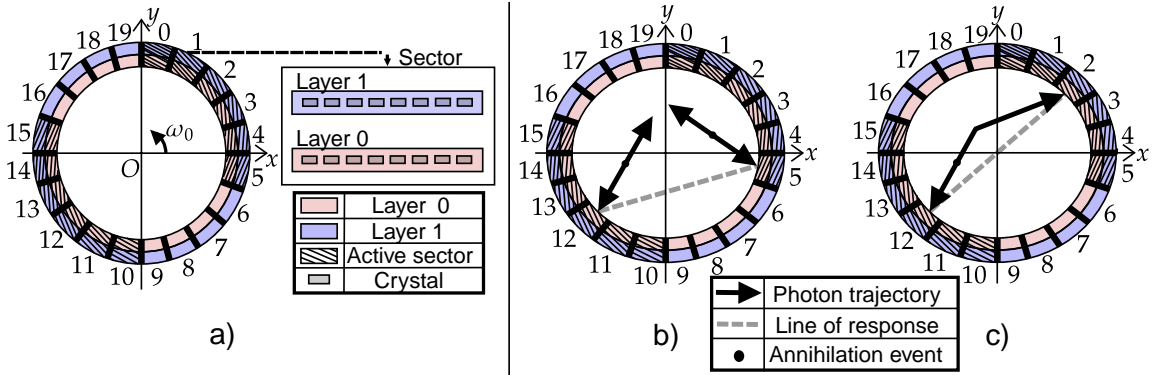 y
19 0
18 1
17 2
16 3
15 4
14 5
13 6
12 7
11 10 9 8
ω₀
O
x
Sector
Layer 1
Layer 0
Layer 0
Layer 1
Active sector
Crystal
a)
y
19 0
18 1
17 2
16 3
15 4
14 5
13 6
12 7
11 10 9 8
x
b)
y
19 0
18 1
17 2
16 3
15 4
14 5
13 6
12 7
11 10 9 8
x
c)
Photon trajectory
Line of response
Annihilation event